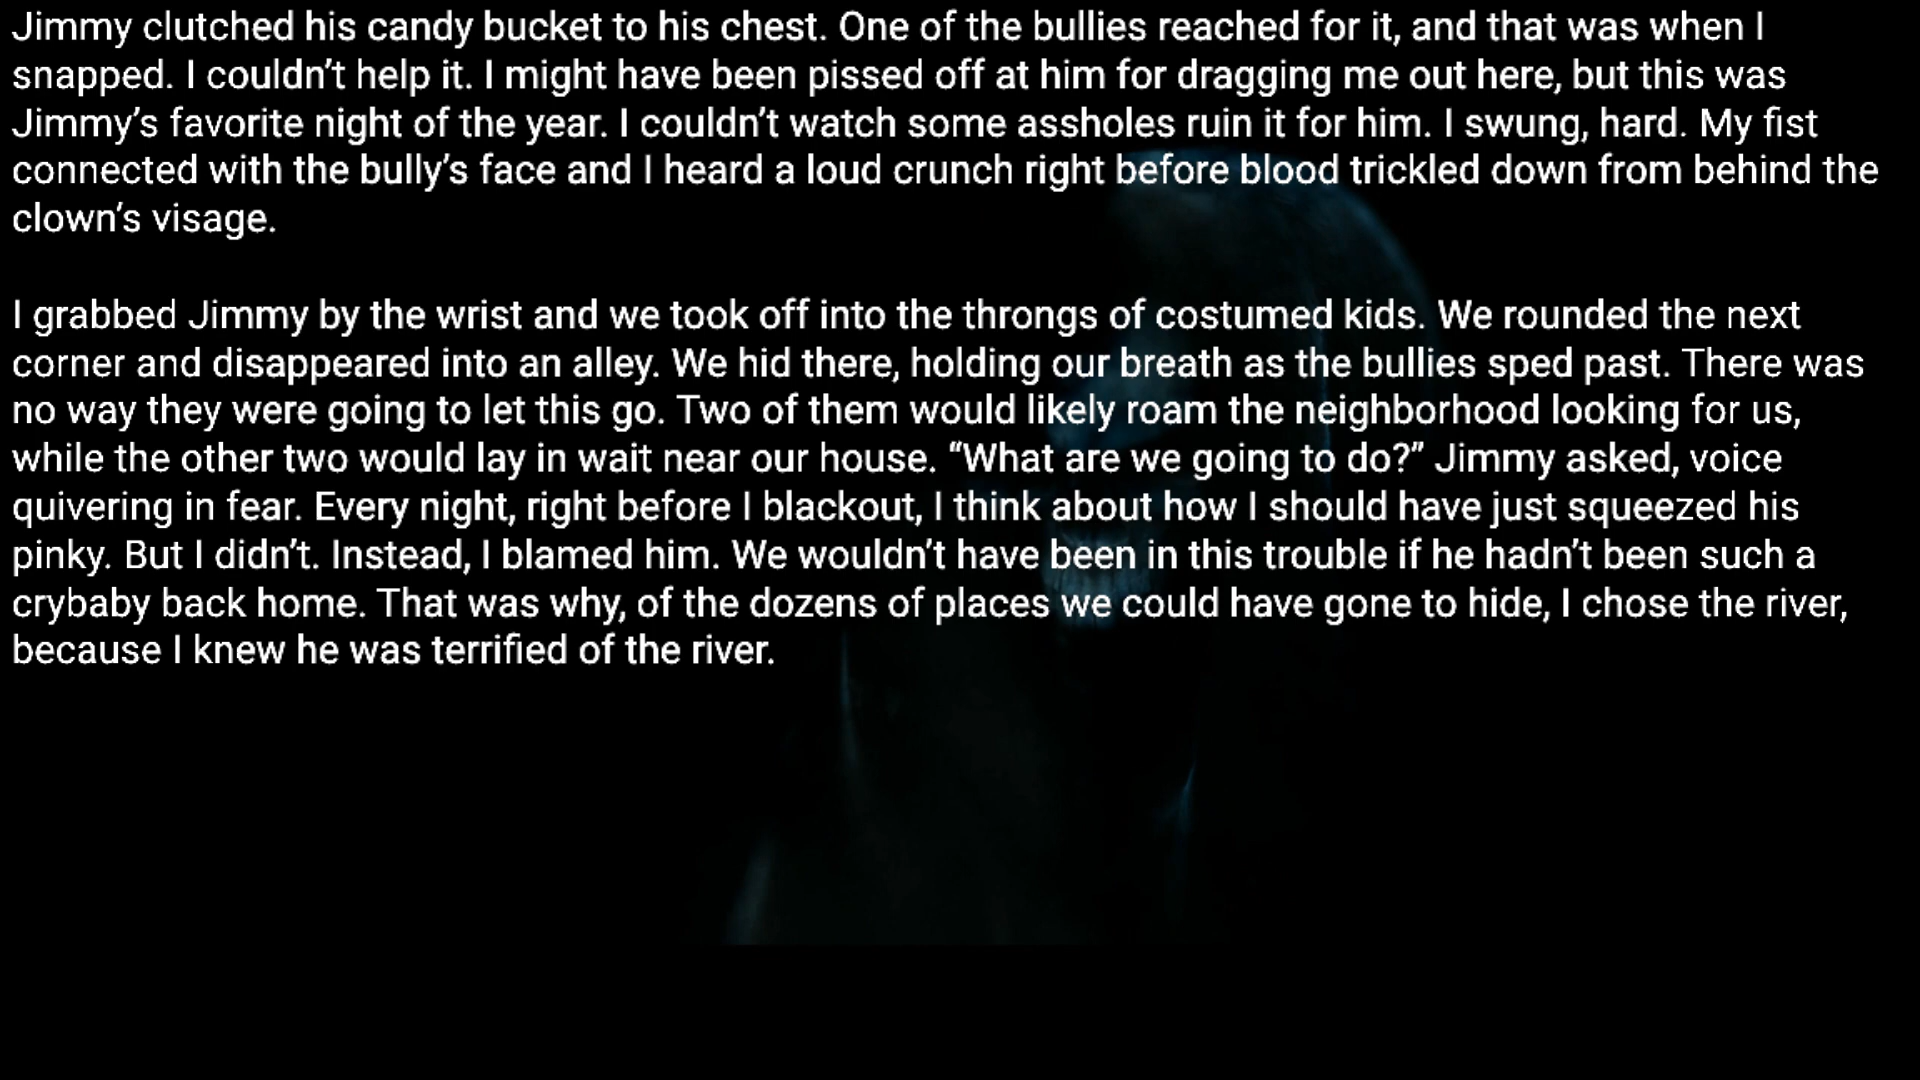 Jimmy clutched his candy bucket to his chest. One of the bullies reached for it, and that was when I
snapped. I couldn’t help it. I might have been pissed off at him for dragging me out here, but this was
Jimmy’s favorite night of the year. I couldn’t watch some assholes ruin it for him. I swung, hard. My fist
connected with the bully’s face and I heard a loud crunch right before blood trickled down from behind the
clown’s visage.
I grabbed Jimmy by the wrist and we took off into the throngs of costumed kids. We rounded the next
corner and disappeared into an alley. We hid there, holding our breath as the bullies sped past. There was
no way they were going to let this go. Two of them would likely roam the neighborhood looking for us,
while the other two would lay in wait near our house. “What are we going to do?” Jimmy asked, voice
quivering in fear. Every night, right before I blackout, I think about how I should have just squeezed his
pinky. But I didn’t. Instead, I blamed him. We wouldn’t have been in this trouble if he hadn’t been such a
crybaby back home. That was why, of the dozens of places we could have gone to hide, I chose the river,
because I knew he was terrified of the river.